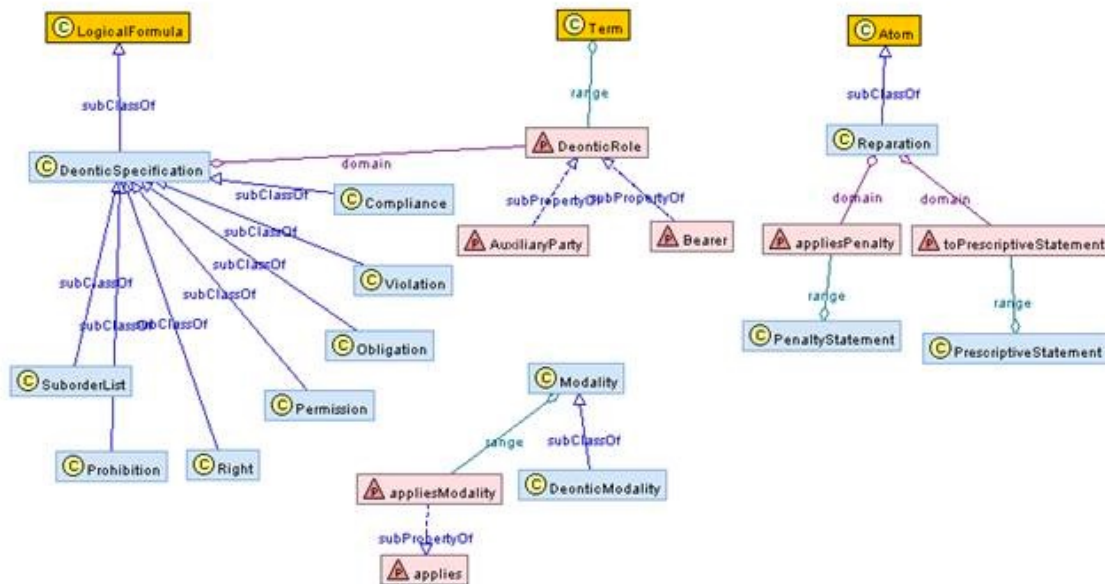 C LogicalFormula
C Term
C Atom
subClassOf
range
subClassOf
C DeonticSpecification
domain
P DeonticRole
C Reparation
subClassOf
C Compliance
subPropertyOf
subPropertyOf
domain
domain
P AuxiliaryParty
P Bearer
P appliesPenalty
P toPrescriptiveStatement
subClassOf
C Violation
subClassOf
subClassOf
range
range
subClassOf
subClassOf
C Obligation
C PenaltyStatement
C PrescriptiveStatement
C SuborderList
C Permission
C Modality
range
subClassOf
C Prohibition
C Right
P appliesModality
C DeonticModality
subPropertyOf
P applies